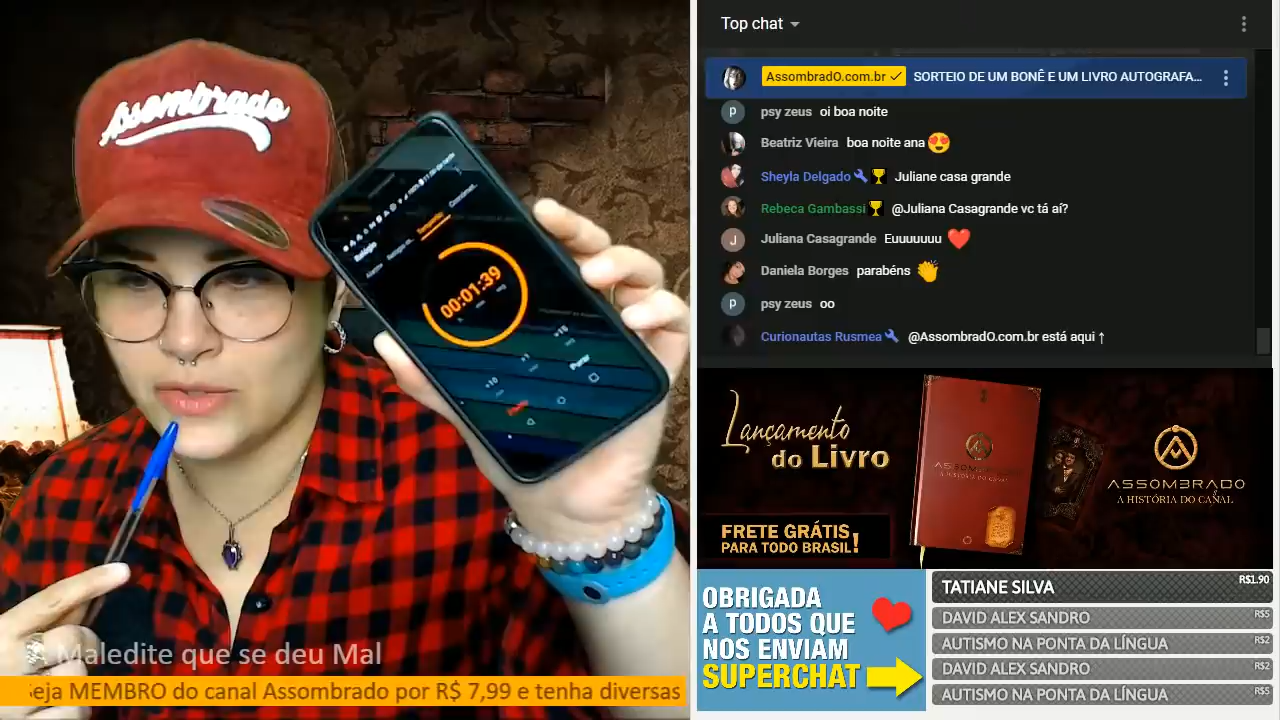 Assombrado
Relógio
00:01:39
+10
+1
+15
Maledite que se deu Mal
eja MEMBRO do canal Assombrado por R$ 7,99 e tenha diversas
Top chat
AssombradO.com.br SORTEIO DE UM BONÊ E UM LIVRO AUTOGRAFA...
psy zeus oi boa noite
Beatriz Vieira boa noite ana
Sheyla Delgado Juliane casa grande
Rebeca Gambassi @Juliana Casagrande vc tá aí?
Juliana Casagrande Euuuuuuu
Daniela Borges parabéns
psy zeus oo
Curionautas Rusmea @AssombradO.com.br está aqui ↑
Lançamento
do Livro
FRETE GRÁTIS
PARA TODO BRASIL!
ASSOMBRADO
A HISTÓRIA DO CANAL
OBRIGADA
A TODOS QUE
NOS ENVIAM
SUPERCHAT
TATIANE SILVA R$1.90
DAVID ALEX SANDRO R$5
AUTISMO NA PONTA DA LÍNGUA R$2
DAVID ALEX SANDRO R$2
AUTISMO NA PONTA DA LÍNGUA R$5